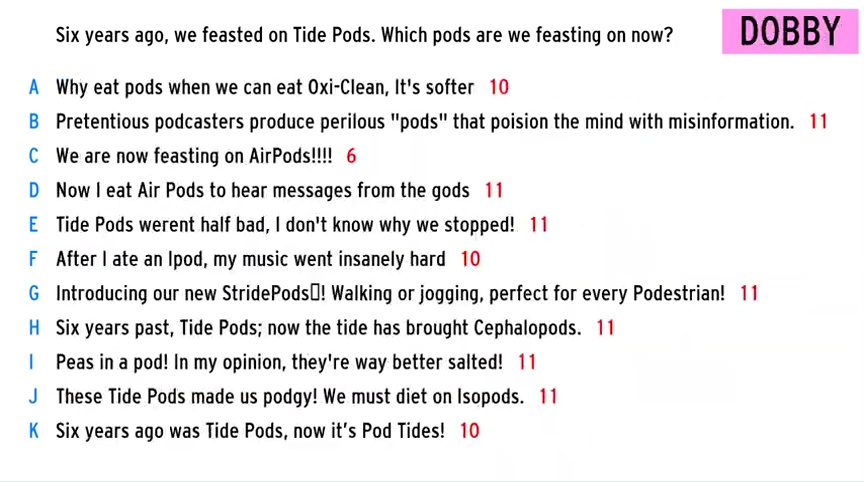 Six years ago, we feasted on Tide Pods. Which pods are we feasting on now?
DOBBY
A Why eat pods when we can eat Oxi-Clean, It's softer 10
B Pretentious podcasters produce perilous "pods" that poision the mind with misinformation. 11
C We are now feasting on AirPods!!!! 6
D Now I eat Air Pods to hear messages from the gods 11
E Tide Pods werent half bad, I don't know why we stopped! 11
F After I ate an Ipod, my music went insanely hard 10
G Introducing our new StridePods▯! Walking or jogging, perfect for every Podestrian! 11
H Six years past, Tide Pods; now the tide has brought Cephalopods. 11
I Peas in a pod! In my opinion, they're way better salted! 11
J These Tide Pods made us podgy! We must diet on Isopods. 11
K Six years ago was Tide Pods, now it’s Pod Tides! 10